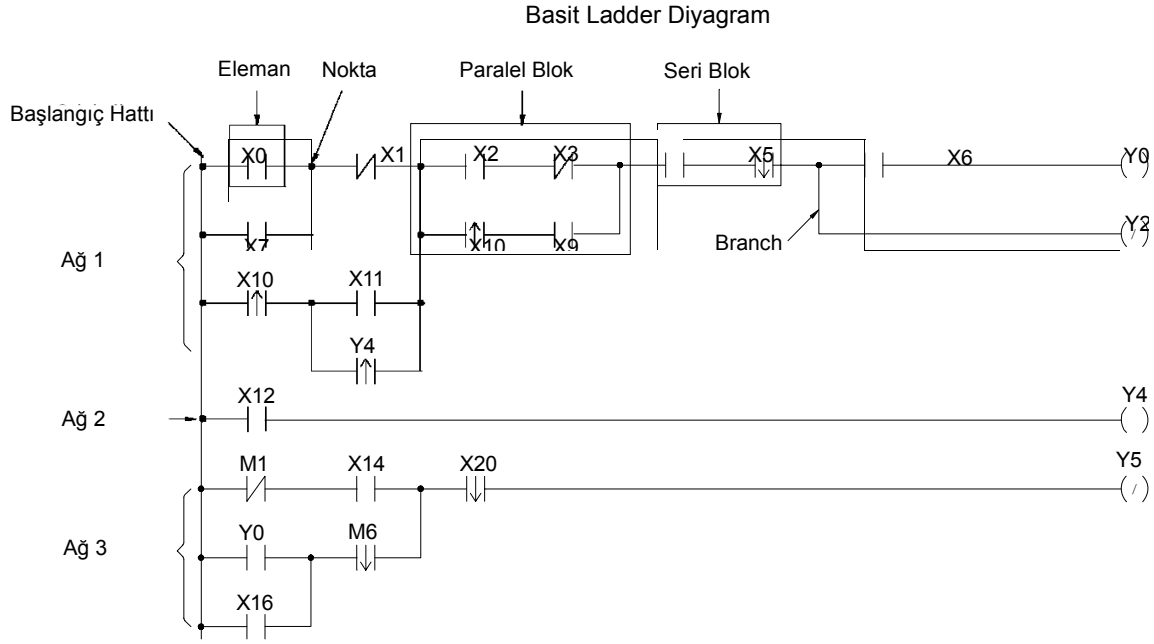 Basit Ladder Diyagram
Eleman Nokta Paralel Blok Seri Blok
Başlangıç Hattı
X0 X1 X2 X3 X5 X6 Y0
X7 X10 X9 Branch Y2
Ağ 1
X10 X11
Y4
Ağ 2 X12 Y4
M1 X14 X20 Y5
Ağ 3 Y0 M6
X16